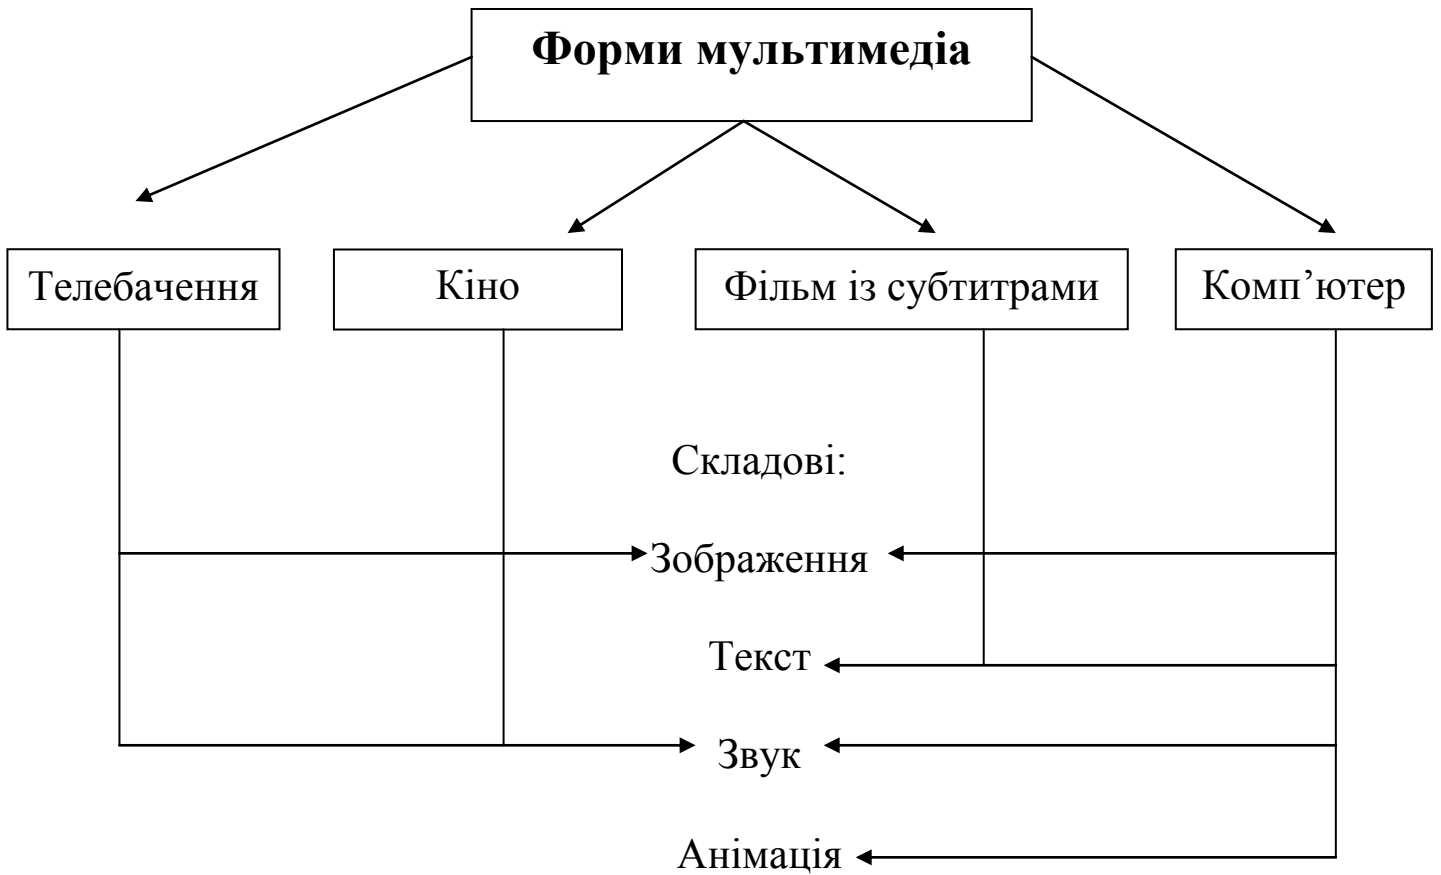 Форми мультимедіа
Телебачення
Кіно
Фільм із субтитрами
Комп’ютер
Складові:
Зображення
Текст
Звук
Анімація